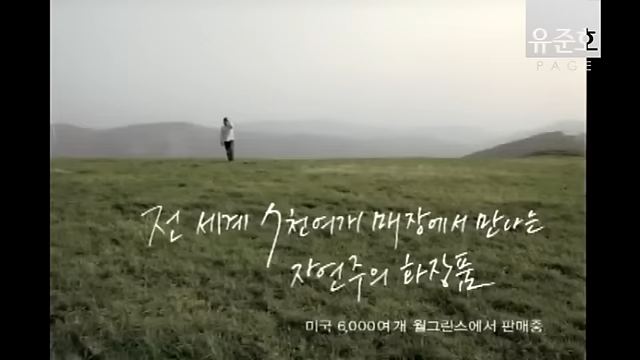 유준호
PAGE
전 세계 7천여개 매장에서 만나는
자연주의 화장품
미국 6,000여개 월그린스에서 판매중